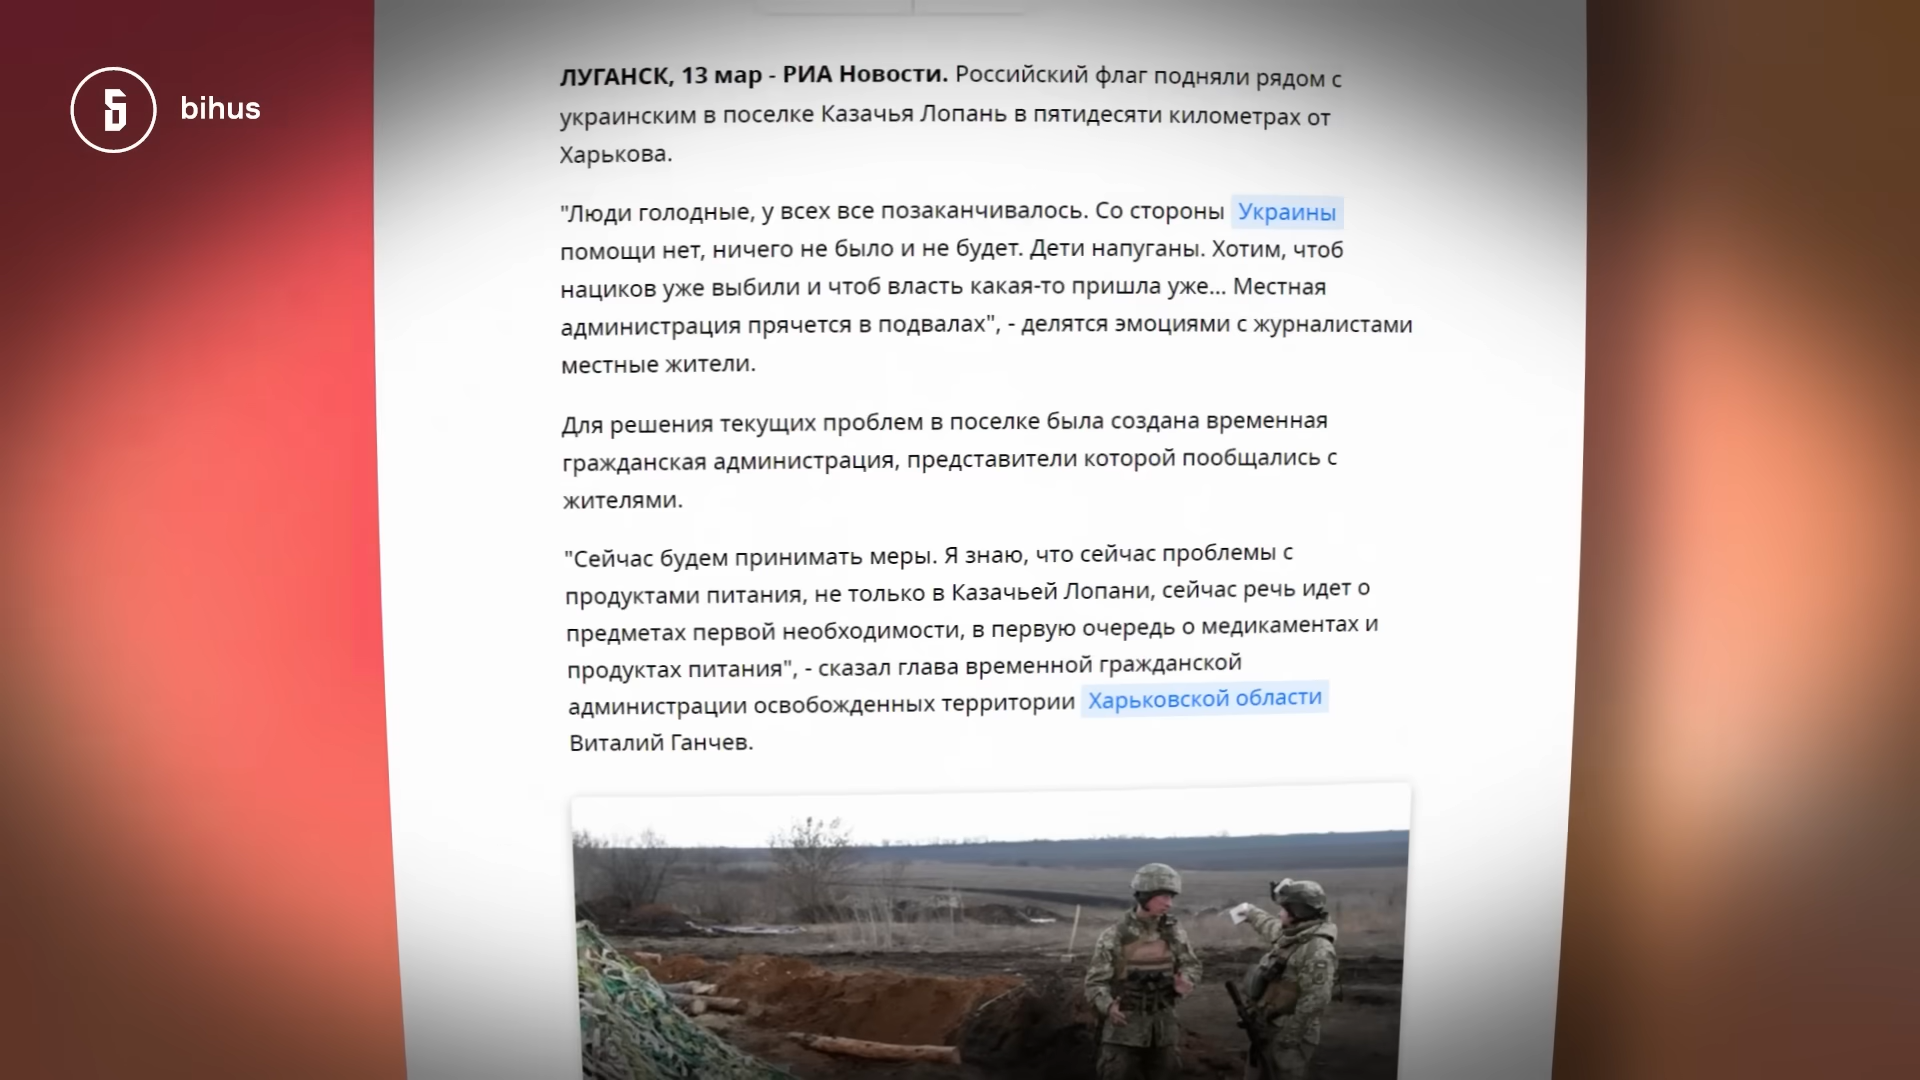 bihus
ЛУГАНСК, 13 мар - РИА Новости. Российский флаг подняли рядом с
украинским в поселке Казачья Лопань в пятидесяти километрах от
Харькова.
"Люди голодные, у всех все позаканчивалось. Со стороны Украины
помощи нет, ничего не было и не будет. Дети напуганы. Хотим, чтоб
нациков уже выбили и чтоб власть какая-то пришла уже... Местная
администрация прячется в подвалах", - делятся эмоциями с журналистами
местные жители.
Для решения текущих проблем в поселке была создана временная
гражданская администрация, представители которой пообщались с
жителями.
"Сейчас будем принимать меры. Я знаю, что сейчас проблемы с
продуктами питания, не только в Казачьей Лопани, сейчас речь идет о
предметах первой необходимости, в первую очередь о медикаментах и
продуктах питания", - сказал глава временной гражданской
администрации освобожденных территории Харьковской области
Виталий Ганчев.